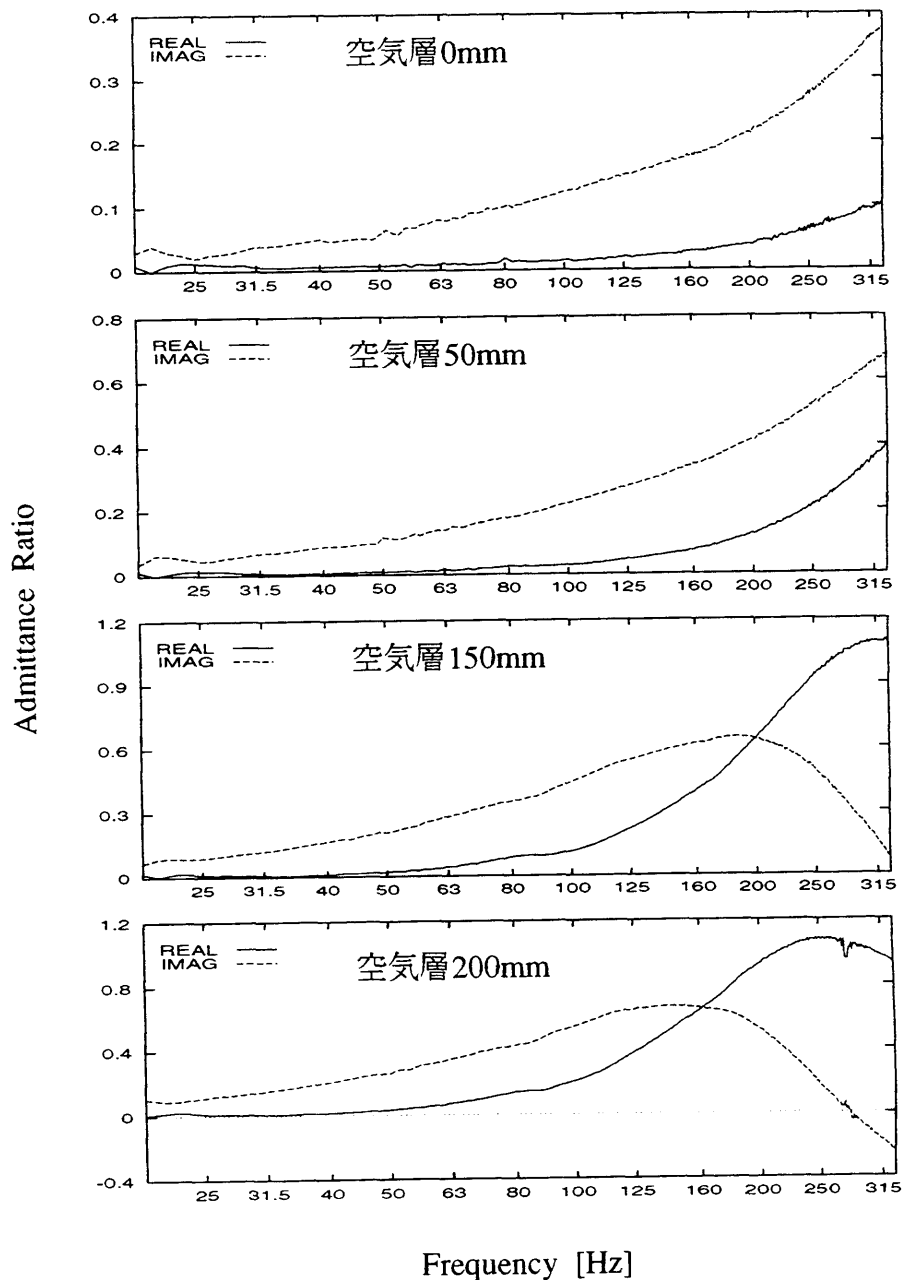 0.4
REAL
IMAG
空気層0mm
0.3
0.2
0.1
0
25 31.5 40 50 63 80 100 125 160 200 250 315
0.8
REAL
IMAG
空気層50mm
0.6
0.4
0.2
0
25 31.5 40 50 63 80 100 125 160 200 250 315
Admittance Ratio
1.2
REAL
IMAG
空気層150mm
0.9
0.6
0.3
0
25 31.5 40 50 63 80 100 125 160 200 250 315
1.2
REAL
IMAG
空気層200mm
0.8
0.4
0
-0.4
25 31.5 40 50 63 80 100 125 160 200 250 315
Frequency [Hz]